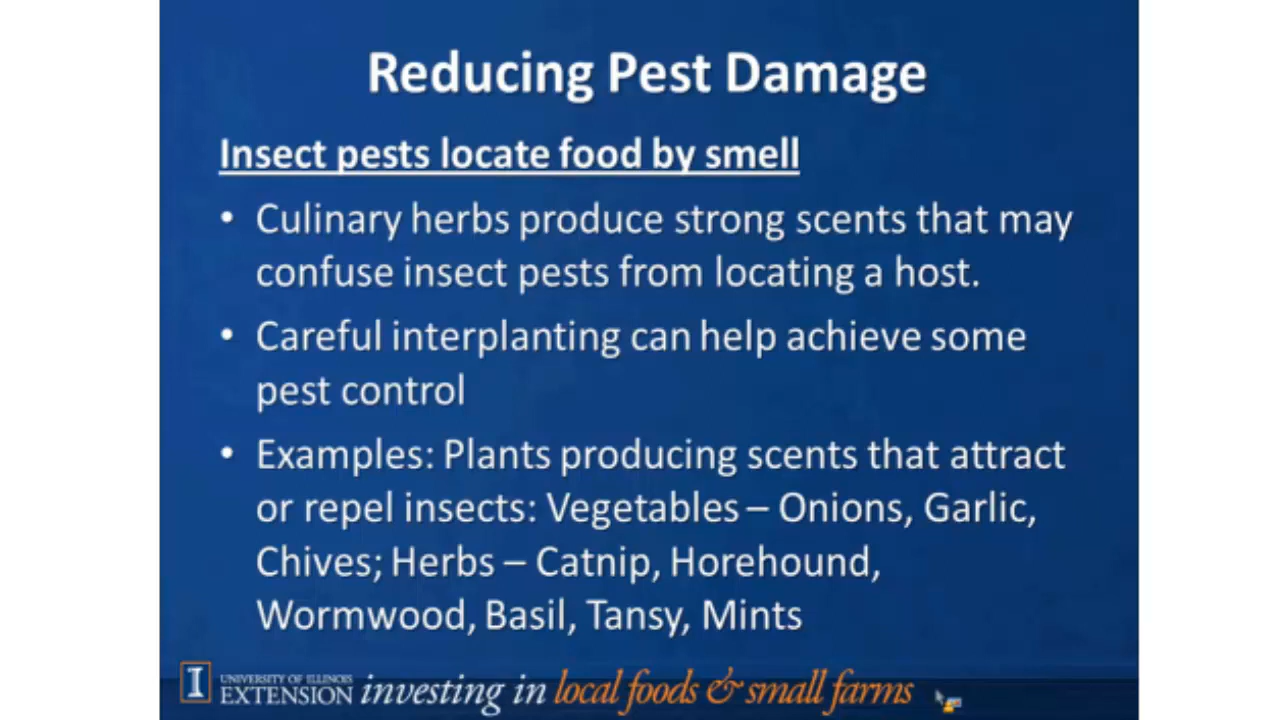 Reducing Pest Damage
Insect pests locate food by smell
• Culinary herbs produce strong scents that may
confuse insect pests from locating a host.
• Careful interplanting can help achieve some
pest control
• Examples: Plants producing scents that attract
or repel insects: Vegetables – Onions, Garlic,
Chives; Herbs – Catnip, Horehound,
Wormwood, Basil, Tansy, Mints
I
UNIVERSITY OF ILLINOIS
EXTENSION investing in local foods & small farms